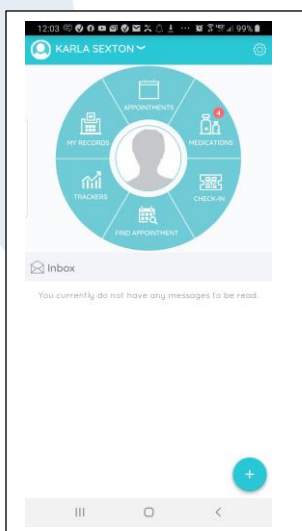 12:03 99%
KARLA SEXTON
APPOINTMENTS
MY RECORDS
4
MEDICATIONS
TRACKERS
CHECK-IN
FIND APPOINTMENT
Inbox
You currently do not have any messages to be read.
+